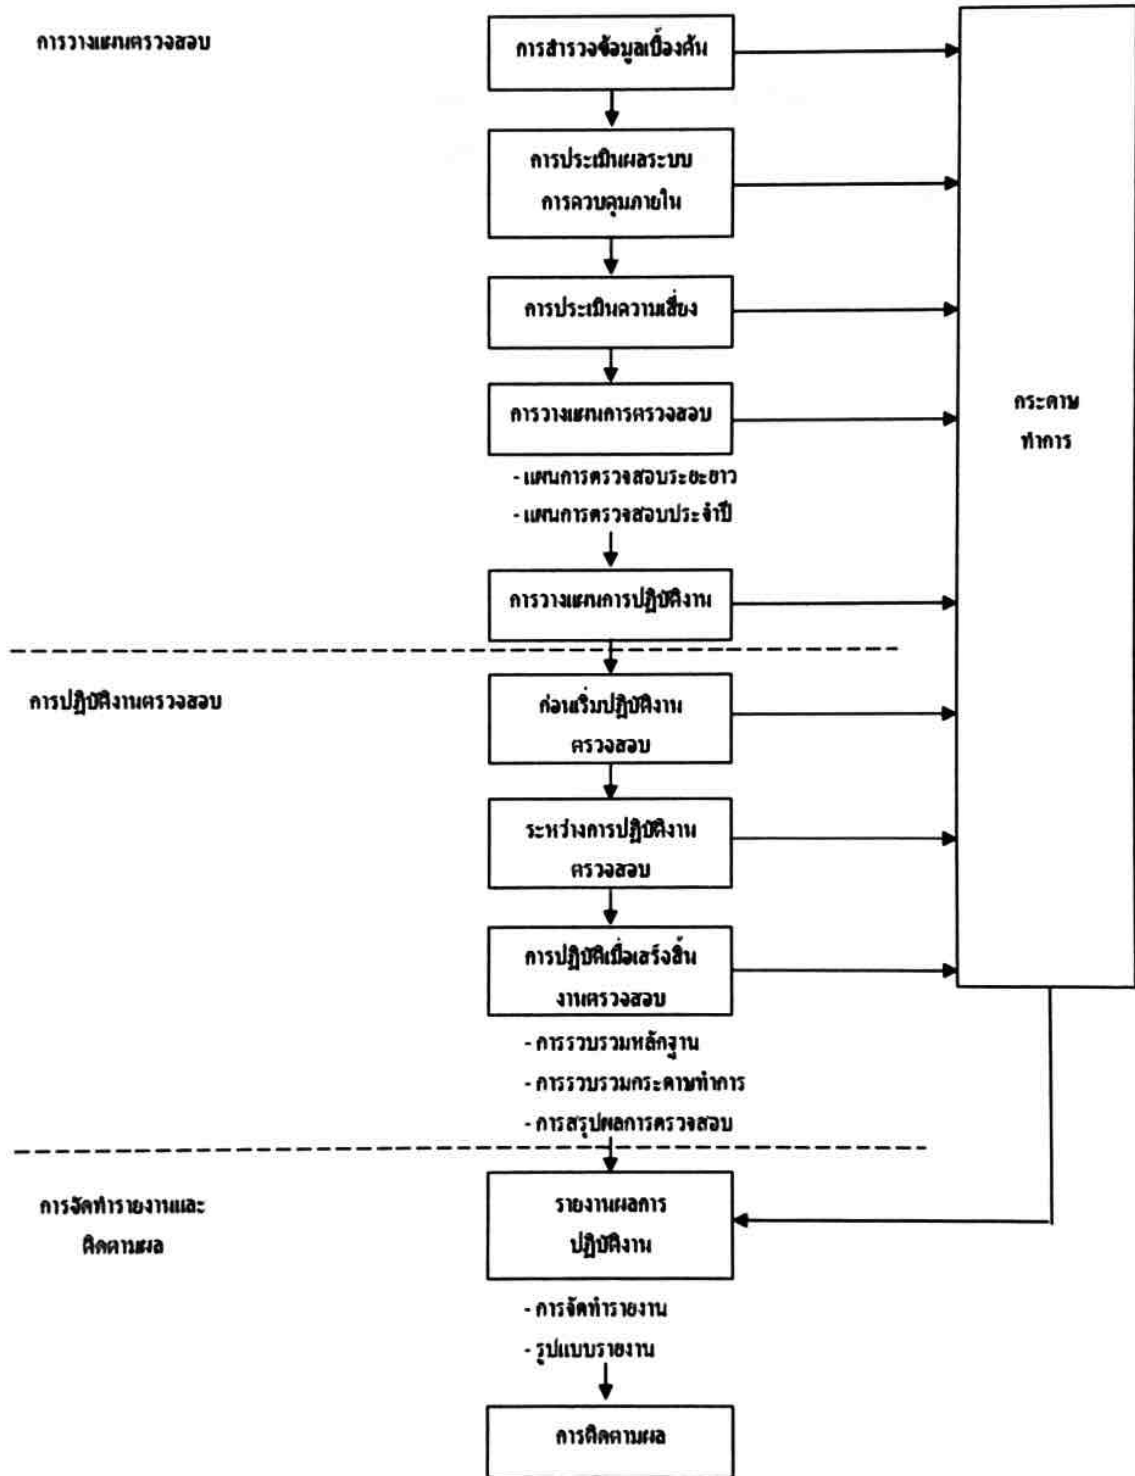 การวางแผนตรวจสอบ
การสำรวจข้อมูลเบื้องต้น
การประเมินผลระบบ
การควบคุมภายใน
การประเมินความเสี่ยง
การวางแผนการตรวจสอบ
- แผนการตรวจสอบระยะยาว
- แผนการตรวจสอบประจำปี
การวางแผนการปฏิบัติงาน
กระดาษ
ทำการ
การปฏิบัติงานตรวจสอบ
ก่อนเริ่มปฏิบัติงาน
ตรวจสอบ
ระหว่างการปฏิบัติงาน
ตรวจสอบ
การปฏิบัติเมื่อเสร็จสิ้น
งานตรวจสอบ
- การรวบรวมหลักฐาน
- การรวบรวมกระดาษทำการ
- การสรุปผลการตรวจสอบ
การจัดทำรายงานและ
ติดตามผล
รายงานผลการ
ปฏิบัติงาน
- การจัดทำรายงาน
- รูปแบบรายงาน
การติดตามผล